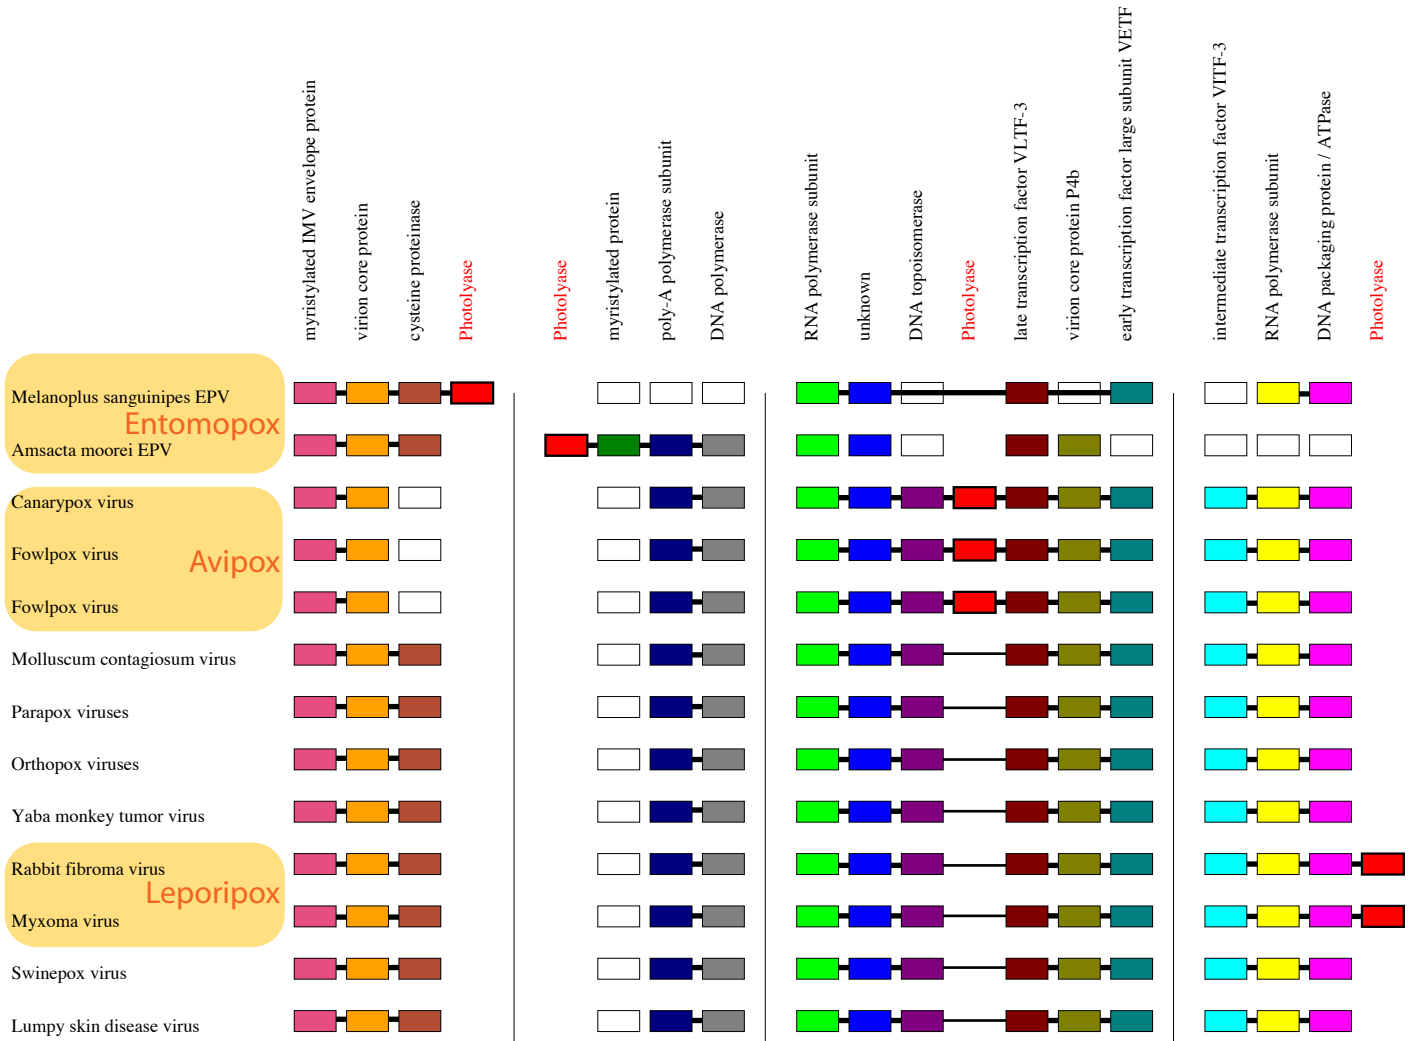 myristylated IMV envelope protein
virion core protein
cysteine proteinase
Photolyase
Photolyase
myristylated protein
poly-A polymerase subunit
DNA polymerase
RNA polymerase subunit
unknown
DNA topoisomerase
Photolyase
late transcription factor VLTF-3
virion core protein P4b
early transcription factor large subunit VETF
intermediate transcription factor VITF-3
RNA polymerase subunit
DNA packaging protein / ATPase
Photolyase
Melanoplus sanguinipes EPV
Entomopox
Amsacta moorei EPV
Canarypox virus
Fowlpox virus
Avipox
Fowlpox virus
Molluscum contagiosum virus
Parapox viruses
Orthopox viruses
Yaba monkey tumor virus
Rabbit fibroma virus
Leporipox
Myxoma virus
Swinepox virus
Lumpy skin disease virus